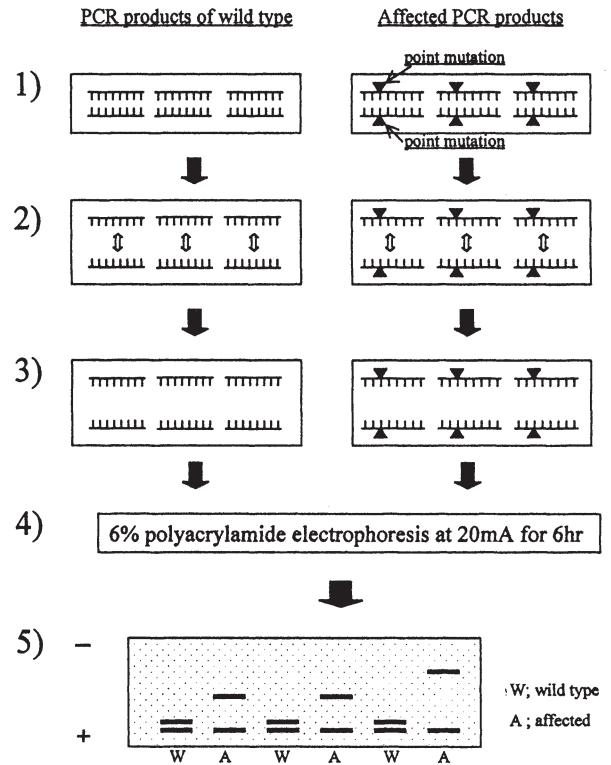 PCR products of wild type
Affected PCR products
point mutation
1)
point mutation
2)
3)
4)
6% polyacrylamide electrophoresis at 20mA for 6hr
5)
−
W; wild type
A ; affected
+
W A W A W A